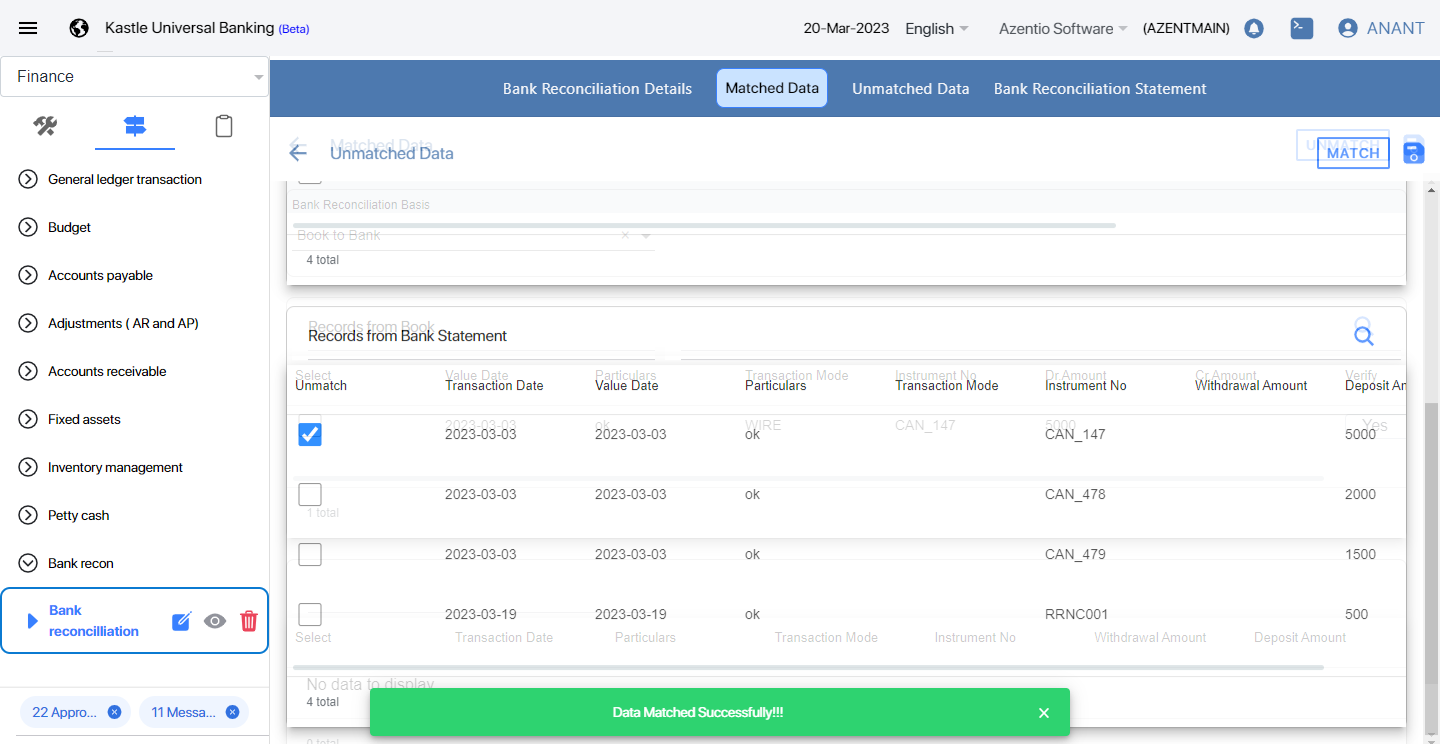 Kastle Universal Banking (Beta)
20-Mar-2023 English Azentio Software (AZENTMAIN) ANANT
Finance
Bank Reconciliation Details Matched Data Unmatched Data Bank Reconciliation Statement
Matched Data
Unmatched Data
UNMATCH
MATCH
General ledger transaction
Budget
Accounts payable
Adjustments ( AR and AP)
Accounts receivable
Fixed assets
Inventory management
Petty cash
Bank recon
Bank
reconcilliation
22 Appro...
11 Messa...
Bank Reconciliation Basis
Book to Bank
4 total
Records from Book
Records from Bank Statement
Select Value Date Particulars Transaction Mode Instrument No Dr.Amount Cr.Amount Verify
Unmatch Transaction Date Value Date Particulars Transaction Mode Instrument No Withdrawal Amount Deposit Am
2023-03-03 ok WIRE CAN_147 5000 Yes
2023-03-03 2023-03-03 ok CAN_147 5000
2023-03-03 2023-03-03 ok CAN_478 2000
1 total
2023-03-03 2023-03-03 ok CAN_479 1500
2023-03-19 2023-03-19 ok RRNC001 500
Select Transaction Date Particulars Transaction Mode Instrument No Withdrawal Amount Deposit Amount
No data to display
4 total
Data Matched Successfully!!!
0 total